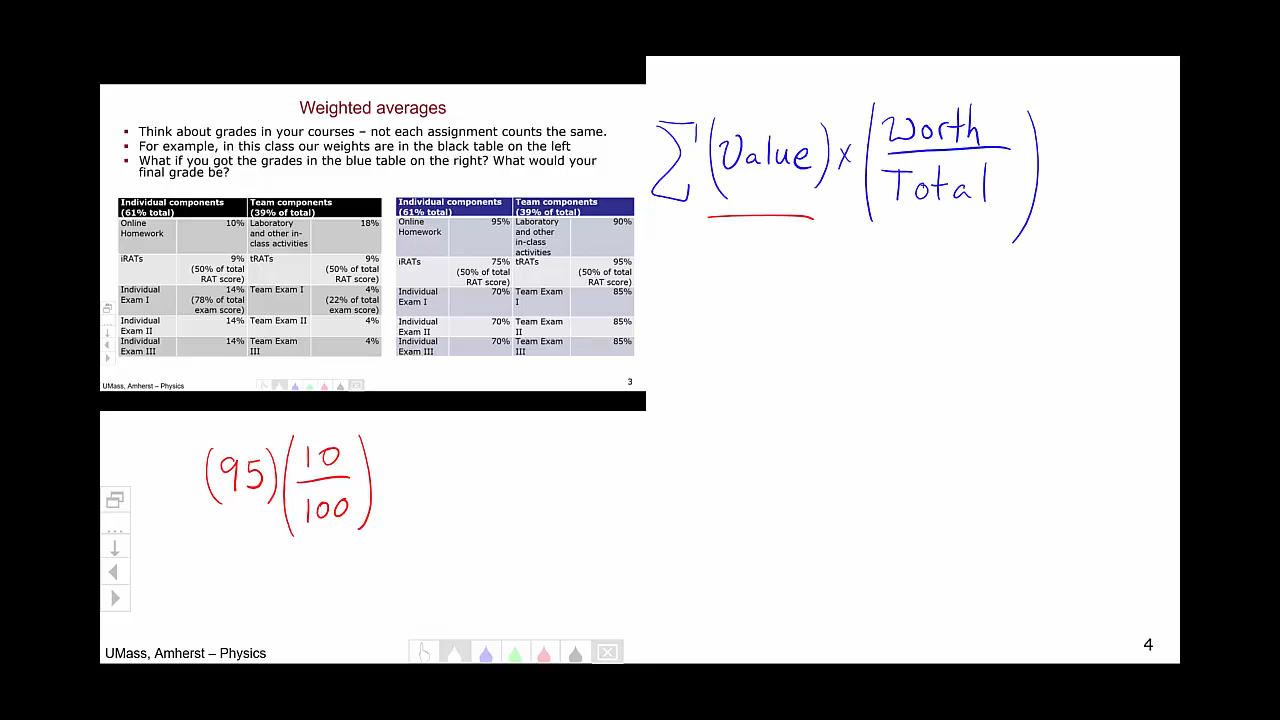 Weighted averages
▪ Think about grades in your courses – not each assignment counts the same.
▪ For example, in this class our weights are in the black table on the left
▪ What if you got the grades in the blue table on the right? What would your
final grade be?
Individual components (61% total) Team components (39% total)
Online Homework 10% Laboratory and other in-class activities 18%
iRATs 9% (50% of total RAT score) tRATs 9% (50% of total RAT score)
Individual Exam I 14% (78% of total exam score) Team Exam I 4% (22% of total exam score)
Individual Exam II 14% Team Exam II 4%
Individual Exam III 14% Team Exam III 4%
Individual components (61% total) Team components (39% total)
Online Homework 95% Laboratory and other in-class activities 90%
iRATs 75% (50% of total RAT score) tRATs 95% (50% of total RAT score)
Individual Exam I 70% Team Exam I 85%
Individual Exam II 70% Team Exam II 85%
Individual Exam III 70% Team Exam III 85%
UMass, Amherst – Physics 3
∑ (Value) × (Worth / Total)
(95) (10 / 100)
UMass, Amherst – Physics 4